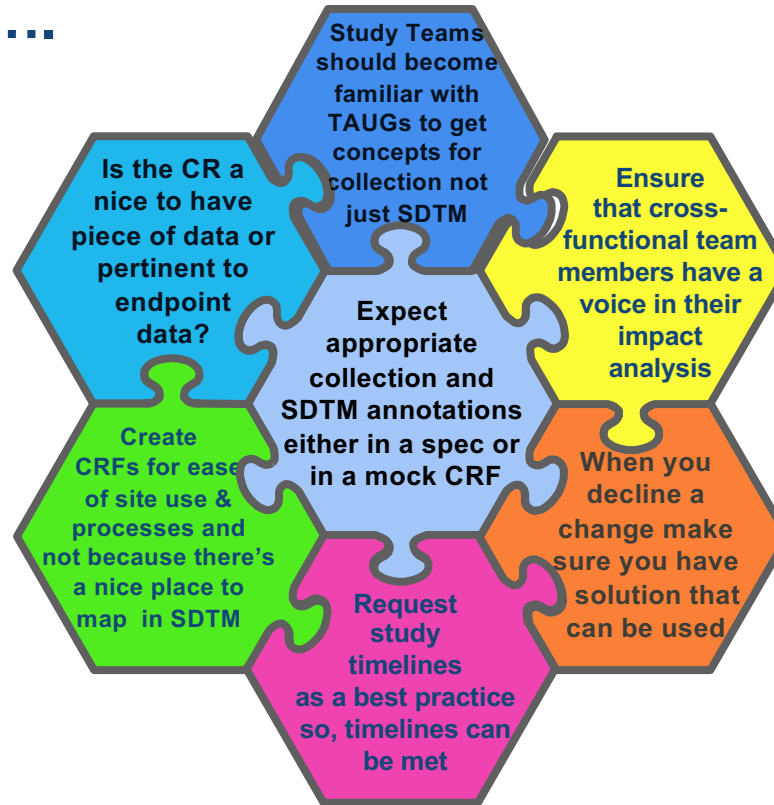 Study Teams
should become
familiar with
TAUGs to get
concepts for
collection not
just SDTM
Is the CR a
nice to have
piece of data or
pertinent to
endpoint
data?
Ensure
that cross-
functional team
members have a
voice in their
impact
analysis
Expect
appropriate
collection and
SDTM annotations
either in a spec or
in a mock CRF
Create
CRFs for ease
of site use &
processes and
not because there's
a nice place to
map in SDTM
When you
decline a
change make
sure you have
solution that
can be used
Request
study
timelines
as a best practice
so, timelines can
be met